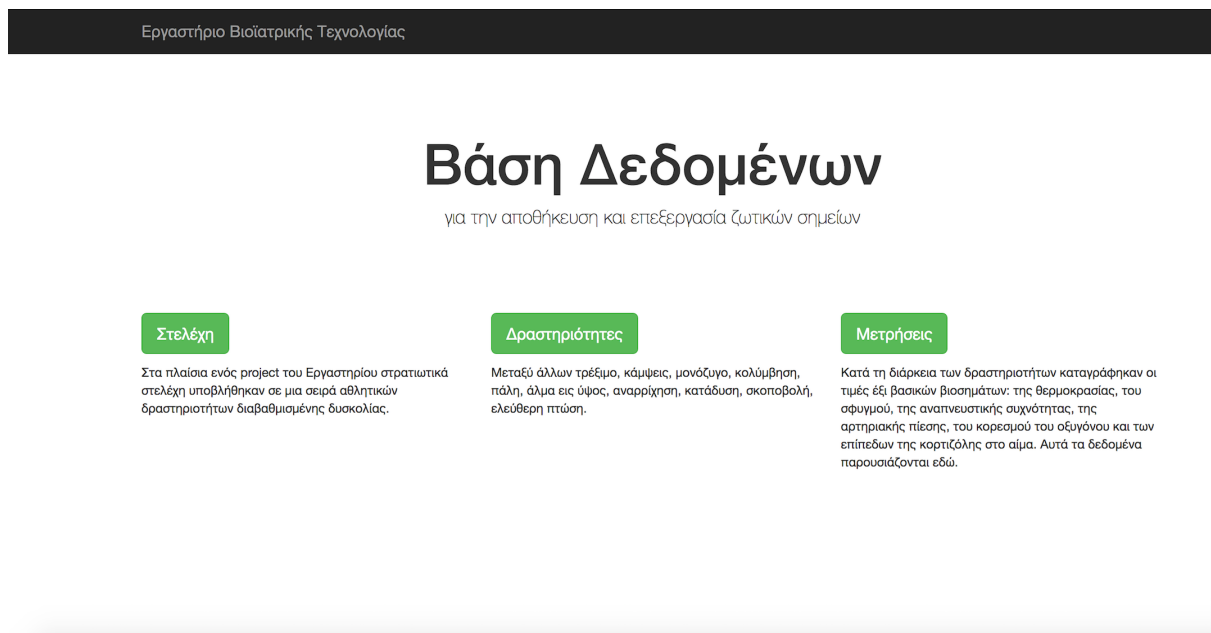 Εργαστήριο Βιοϊατρικής Τεχνολογίας
Βάση Δεδομένων
για την αποθήκευση και επεξεργασία ζωτικών σημείων
Στελέχη
Στα πλαίσια ενός project του Εργαστηρίου στρατιωτικά
στελέχη υποβλήθηκαν σε μια σειρά αθλητικών
δραστηριοτήτων διαβαθμισμένης δυσκολίας.
Δραστηριότητες
Μεταξύ άλλων τρέξιμο, κάμψεις, μονόζυγο, κολύμβηση,
πάλη, άλμα εις ύψος, αναρρίχηση, κατάδυση, σκοποβολή,
ελεύθερη πτώση.
Μετρήσεις
Κατά τη διάρκεια των δραστηριοτήτων καταγράφηκαν οι
τιμές έξι βασικών βιοσημάτων: της θερμοκρασίας, του
σφυγμού, της αναπνευστικής συχνότητας, της
αρτηριακής πίεσης, του κορεσμού του οξυγόνου και των
επίπεδων της κορτιζόλης στο αίμα. Αυτά τα δεδομένα
παρουσιάζονται εδώ.